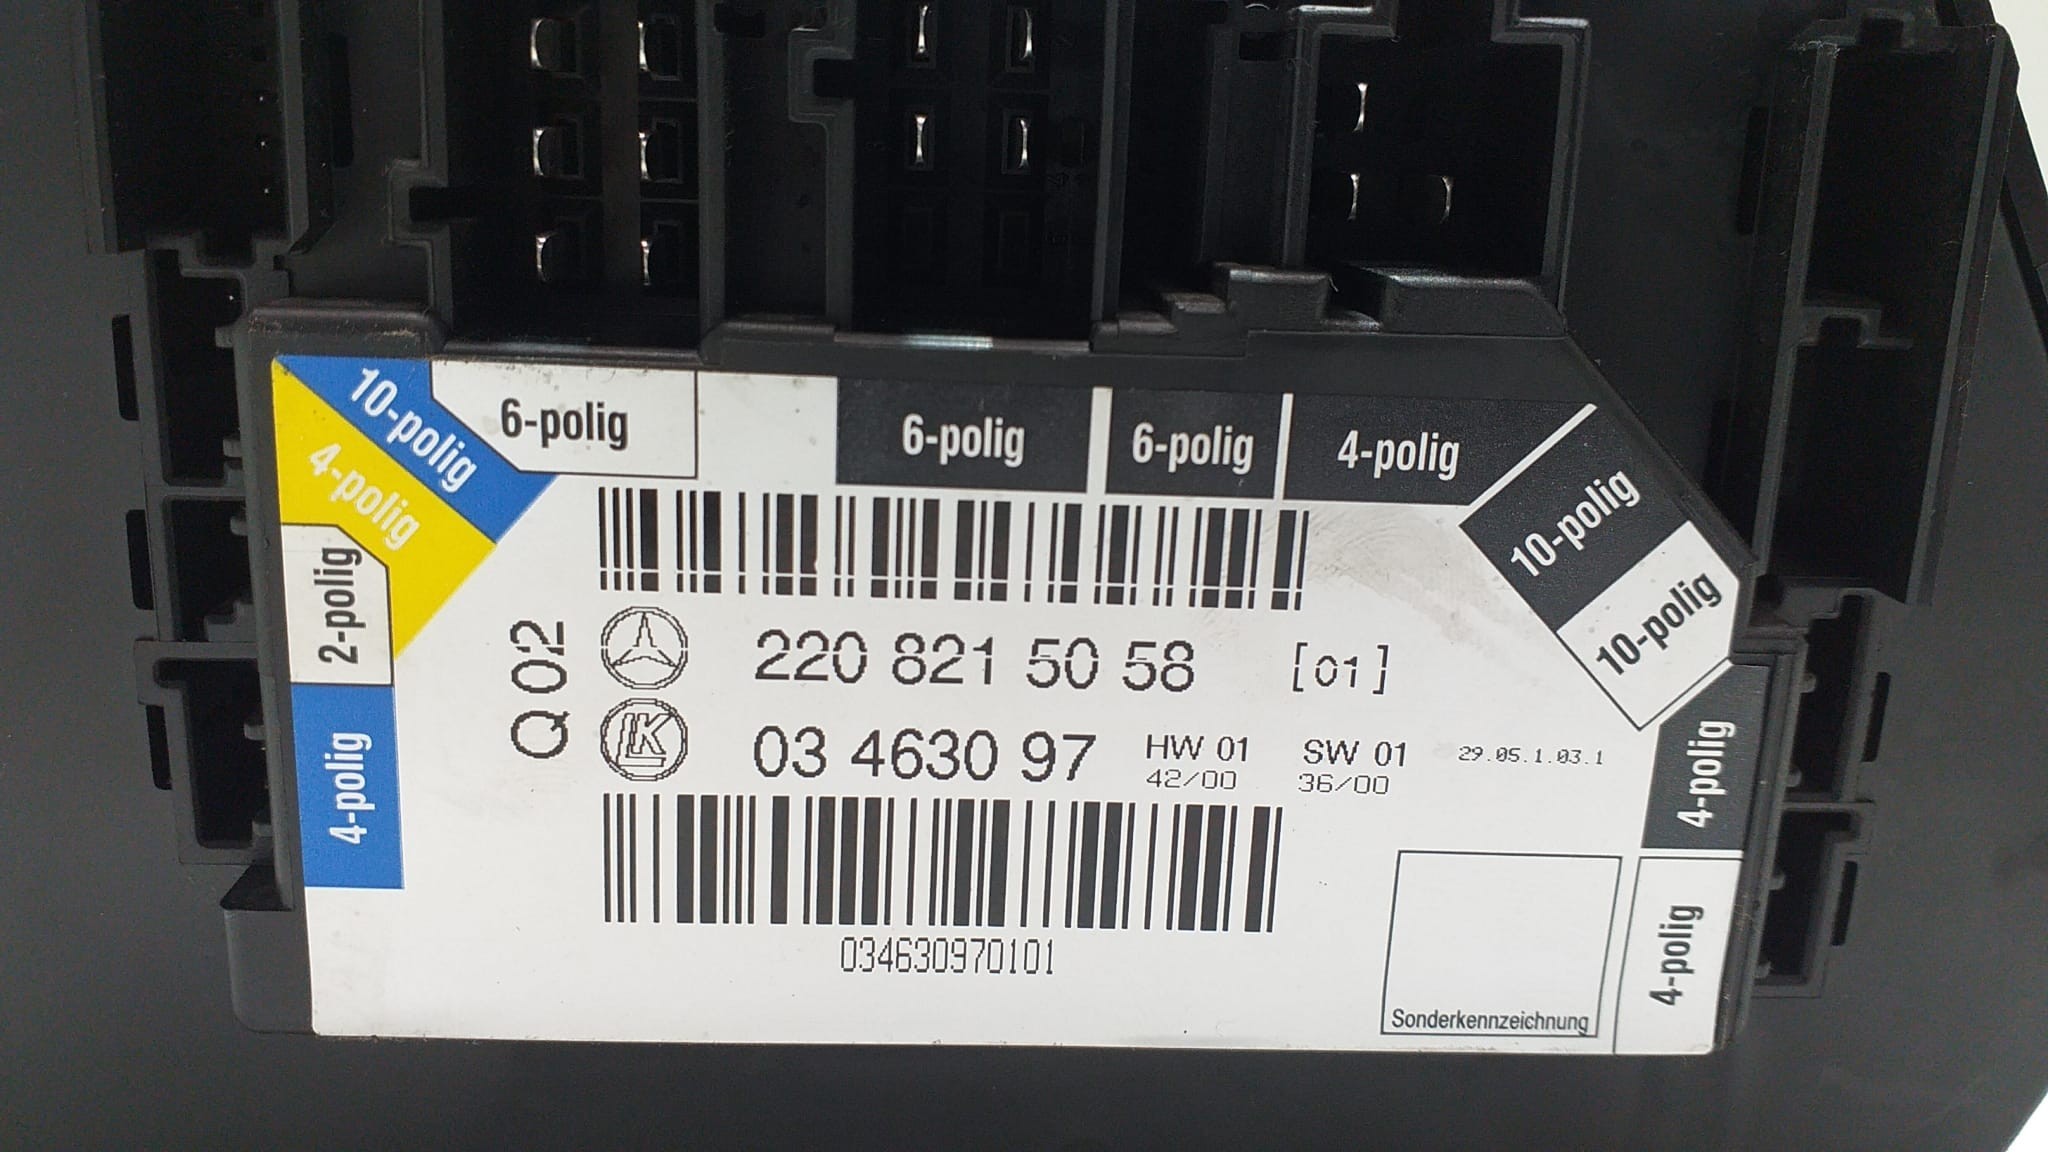 10-polig
6-polig
6-polig
6-polig
4-polig
10-polig
10-polig
4-polig
2-polig
4-polig
Q 02
220 821 50 58 [01]
LK 03 4630 97 HW 01 SW 01 29.05.1.03.1
42/00 36/00
034630970101
4-polig
4-polig
Sonderkennzeichnung